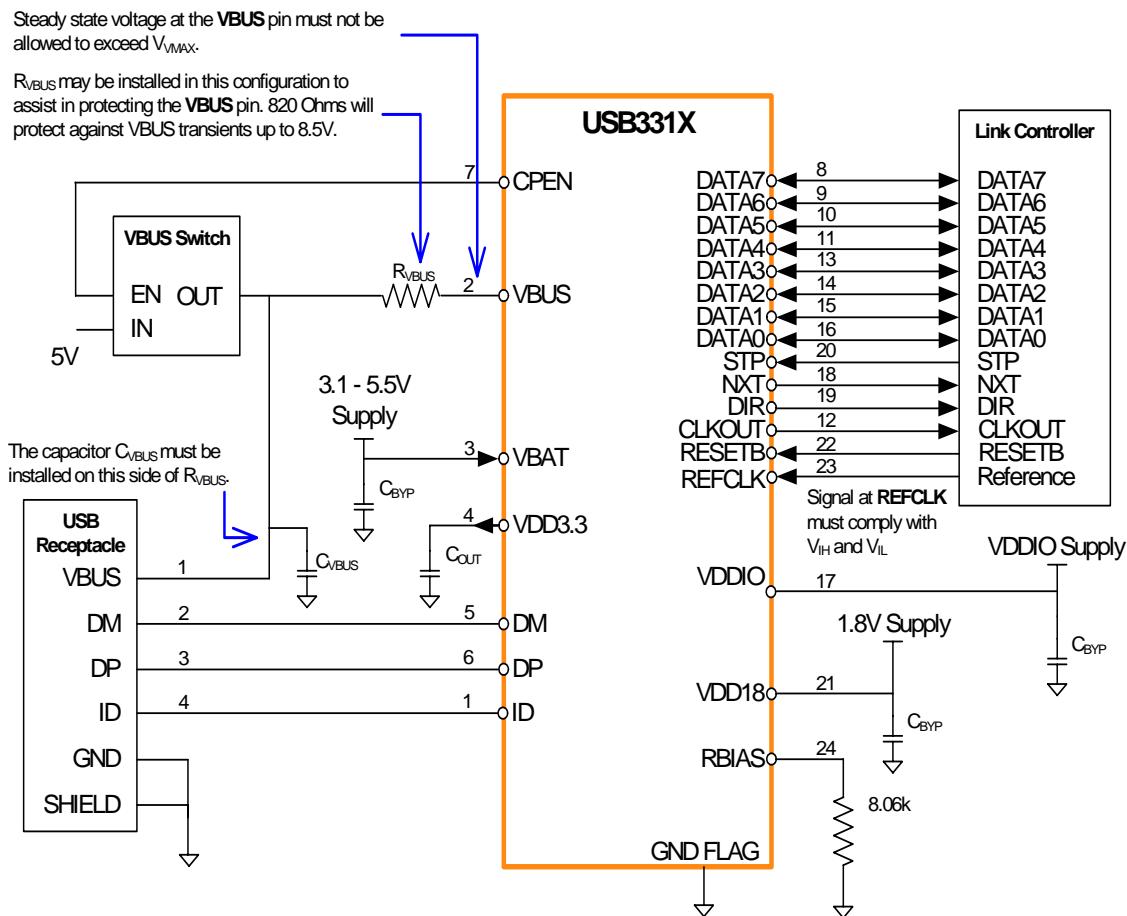 Steady state voltage at the VBUS pin must not be
allowed to exceed VVMAX.
RVBUS may be installed in this configuration to
assist in protecting the VBUS pin. 820 Ohms will
protect against VBUS transients up to 8.5V.
USB331X
Link Controller
7
CPEN
VBUS Switch
EN OUT
IN
5V
RVBUS
2
VBUS
3.1 - 5.5V
Supply
3
VBAT
CBYP
4
VDD3.3
COUT
The capacitor CVBUS must be
installed on this side of RVBUS.
CVBUS
USB
Receptacle
VBUS 1
DM 2 5 DM
DP 3 6 DP
ID 4 1 ID
GND
SHIELD
DATA7 8 DATA7
DATA6 9 DATA6
DATA5 10 DATA5
DATA4 11 DATA4
DATA3 13 DATA3
DATA2 14 DATA2
DATA1 15 DATA1
DATA0 16 DATA0
STP 20 STP
NXT 18 NXT
DIR 19 DIR
CLKOUT 12 CLKOUT
RESETB 22 RESETB
REFCLK 23 Reference
Signal at REFCLK
must comply with
VIH and VIL
VDDIO Supply
VDDIO 17
CBYP
1.8V Supply
VDD18 21
CBYP
RBIAS 24
8.06k
GND FLAG